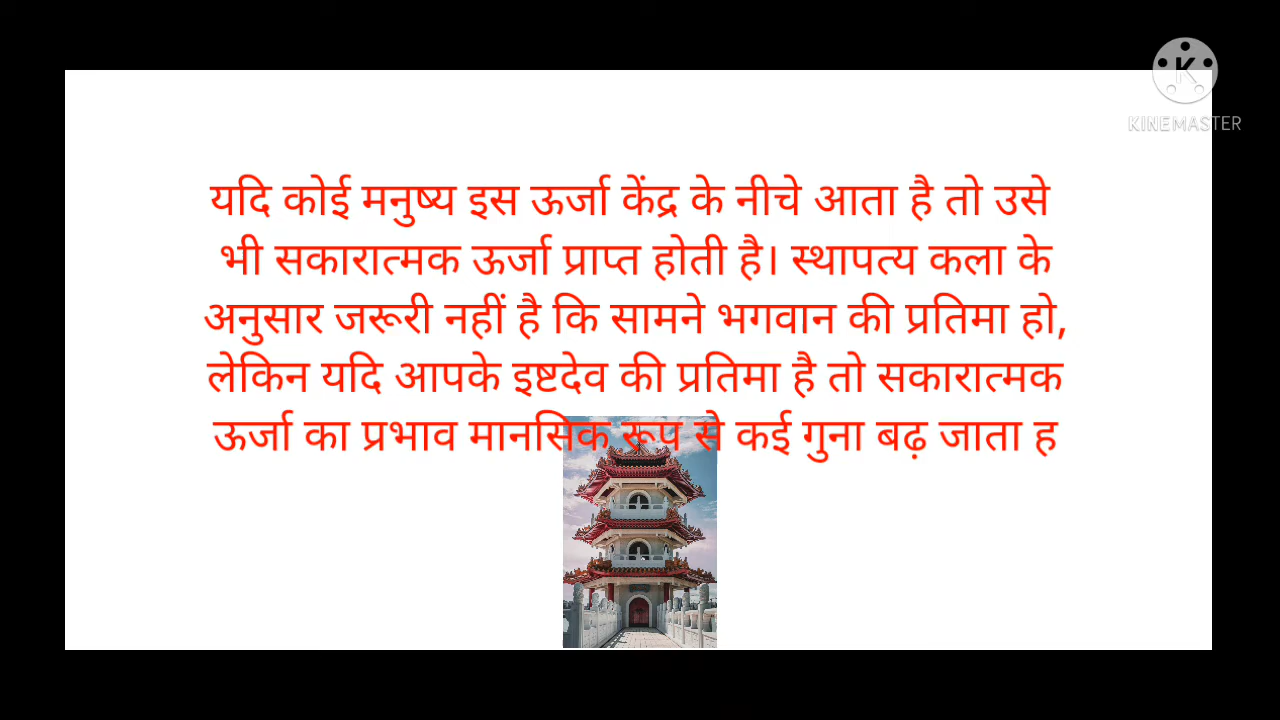 KINEMASTER
यदि कोई मनुष्य इस ऊर्जा केंद्र के नीचे आता है तो उसे
भी सकारात्मक ऊर्जा प्राप्त होती है। स्थापत्य कला के
अनुसार जरूरी नहीं है कि सामने भगवान की प्रतिमा हो,
लेकिन यदि आपके इष्टदेव की प्रतिमा है तो सकारात्मक
ऊर्जा का प्रभाव मानसिक रूप से कई गुना बढ़ जाता ह